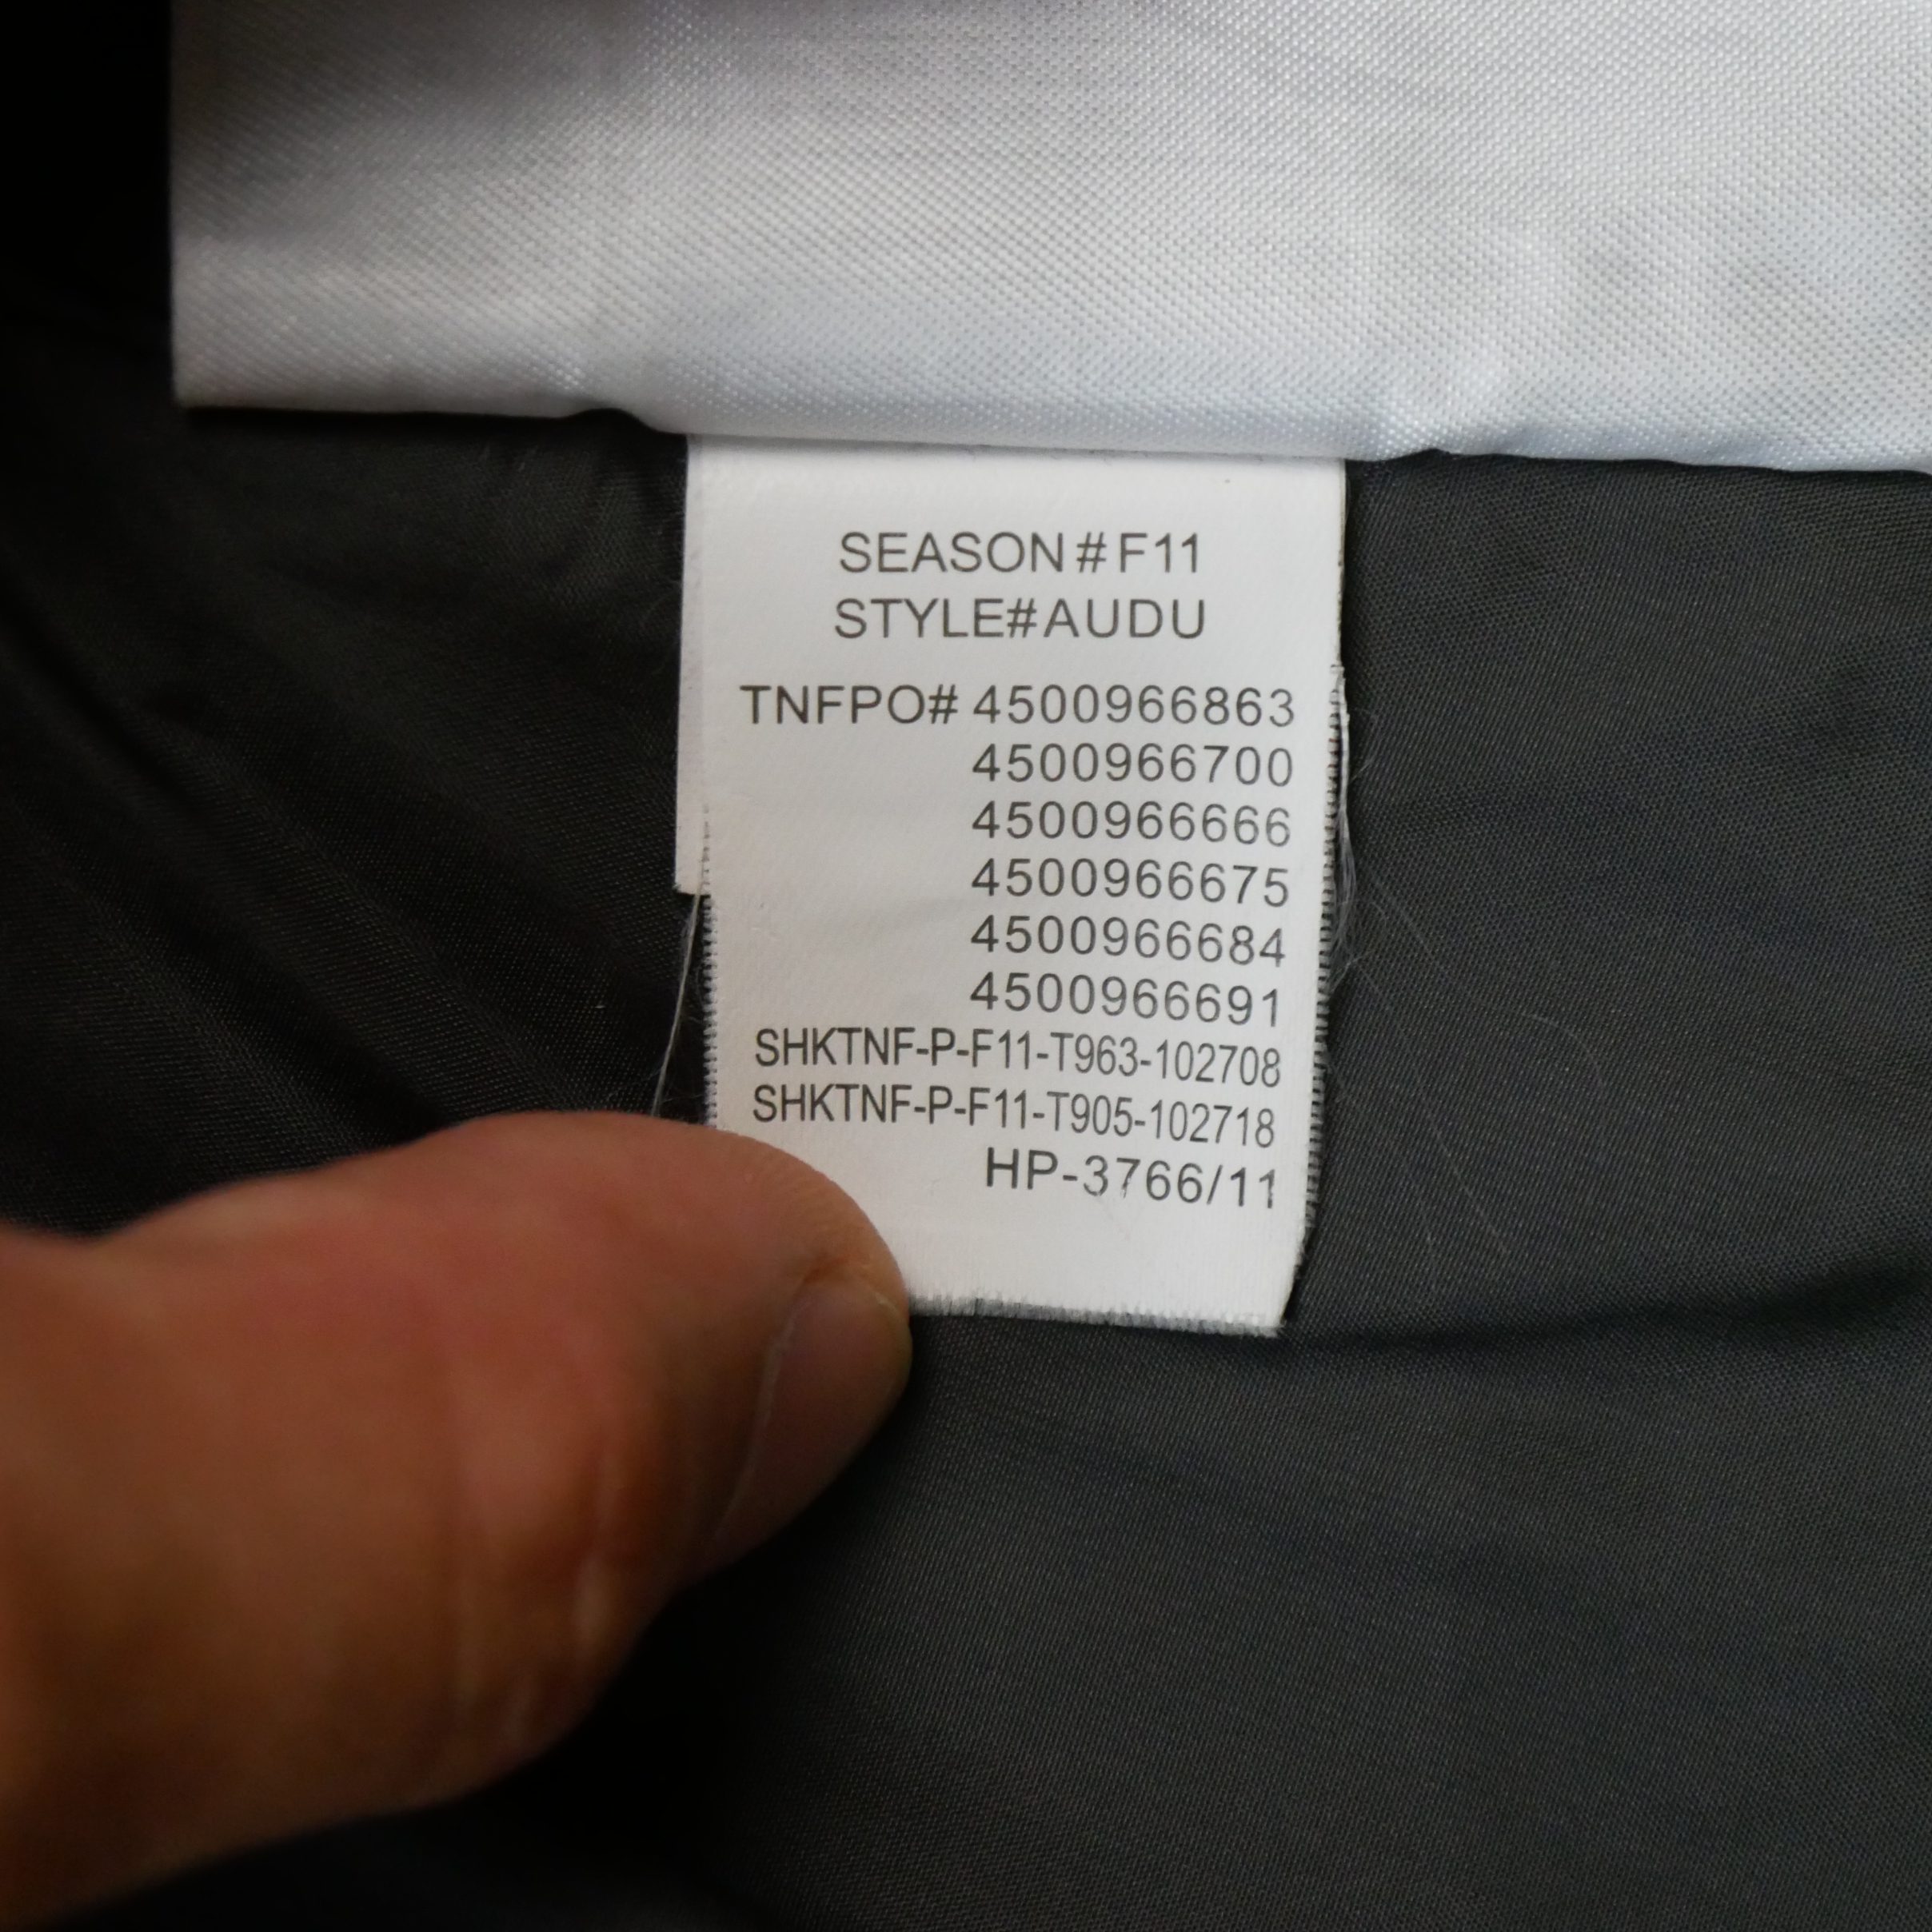 SEASON#F11
STYLE#AUDU
TNFPO# 4500966863
4500966700
4500966666
4500966675
4500966684
4500966691
SHKTNF-P-F11-T963-102708
SHKTNF-P-F11-T905-102718
HP-3766/11